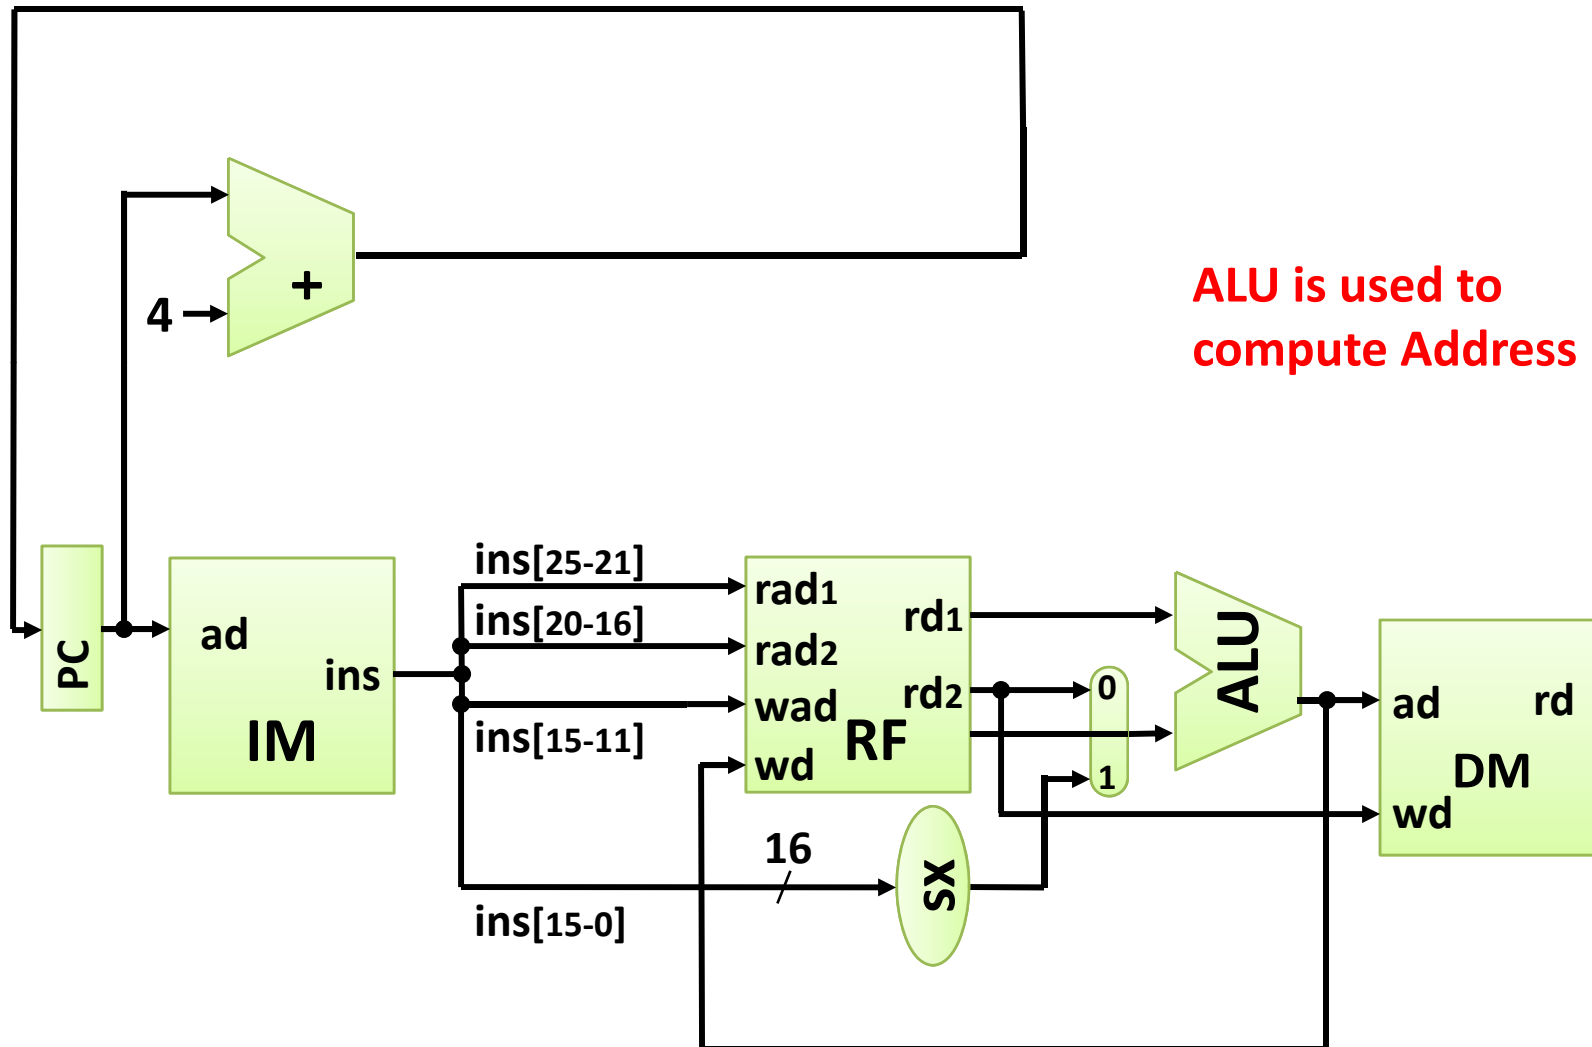 +
4
ALU is used to
compute Address
PC
ad
ins
IM
ins[25-21]
ins[20-16]
ins[15-11]
ins[15-0]
16
rad1
rad2
wad
wd
rd1
rd2
RF
sx
0
1
ALU
ad
rd
wd
DM